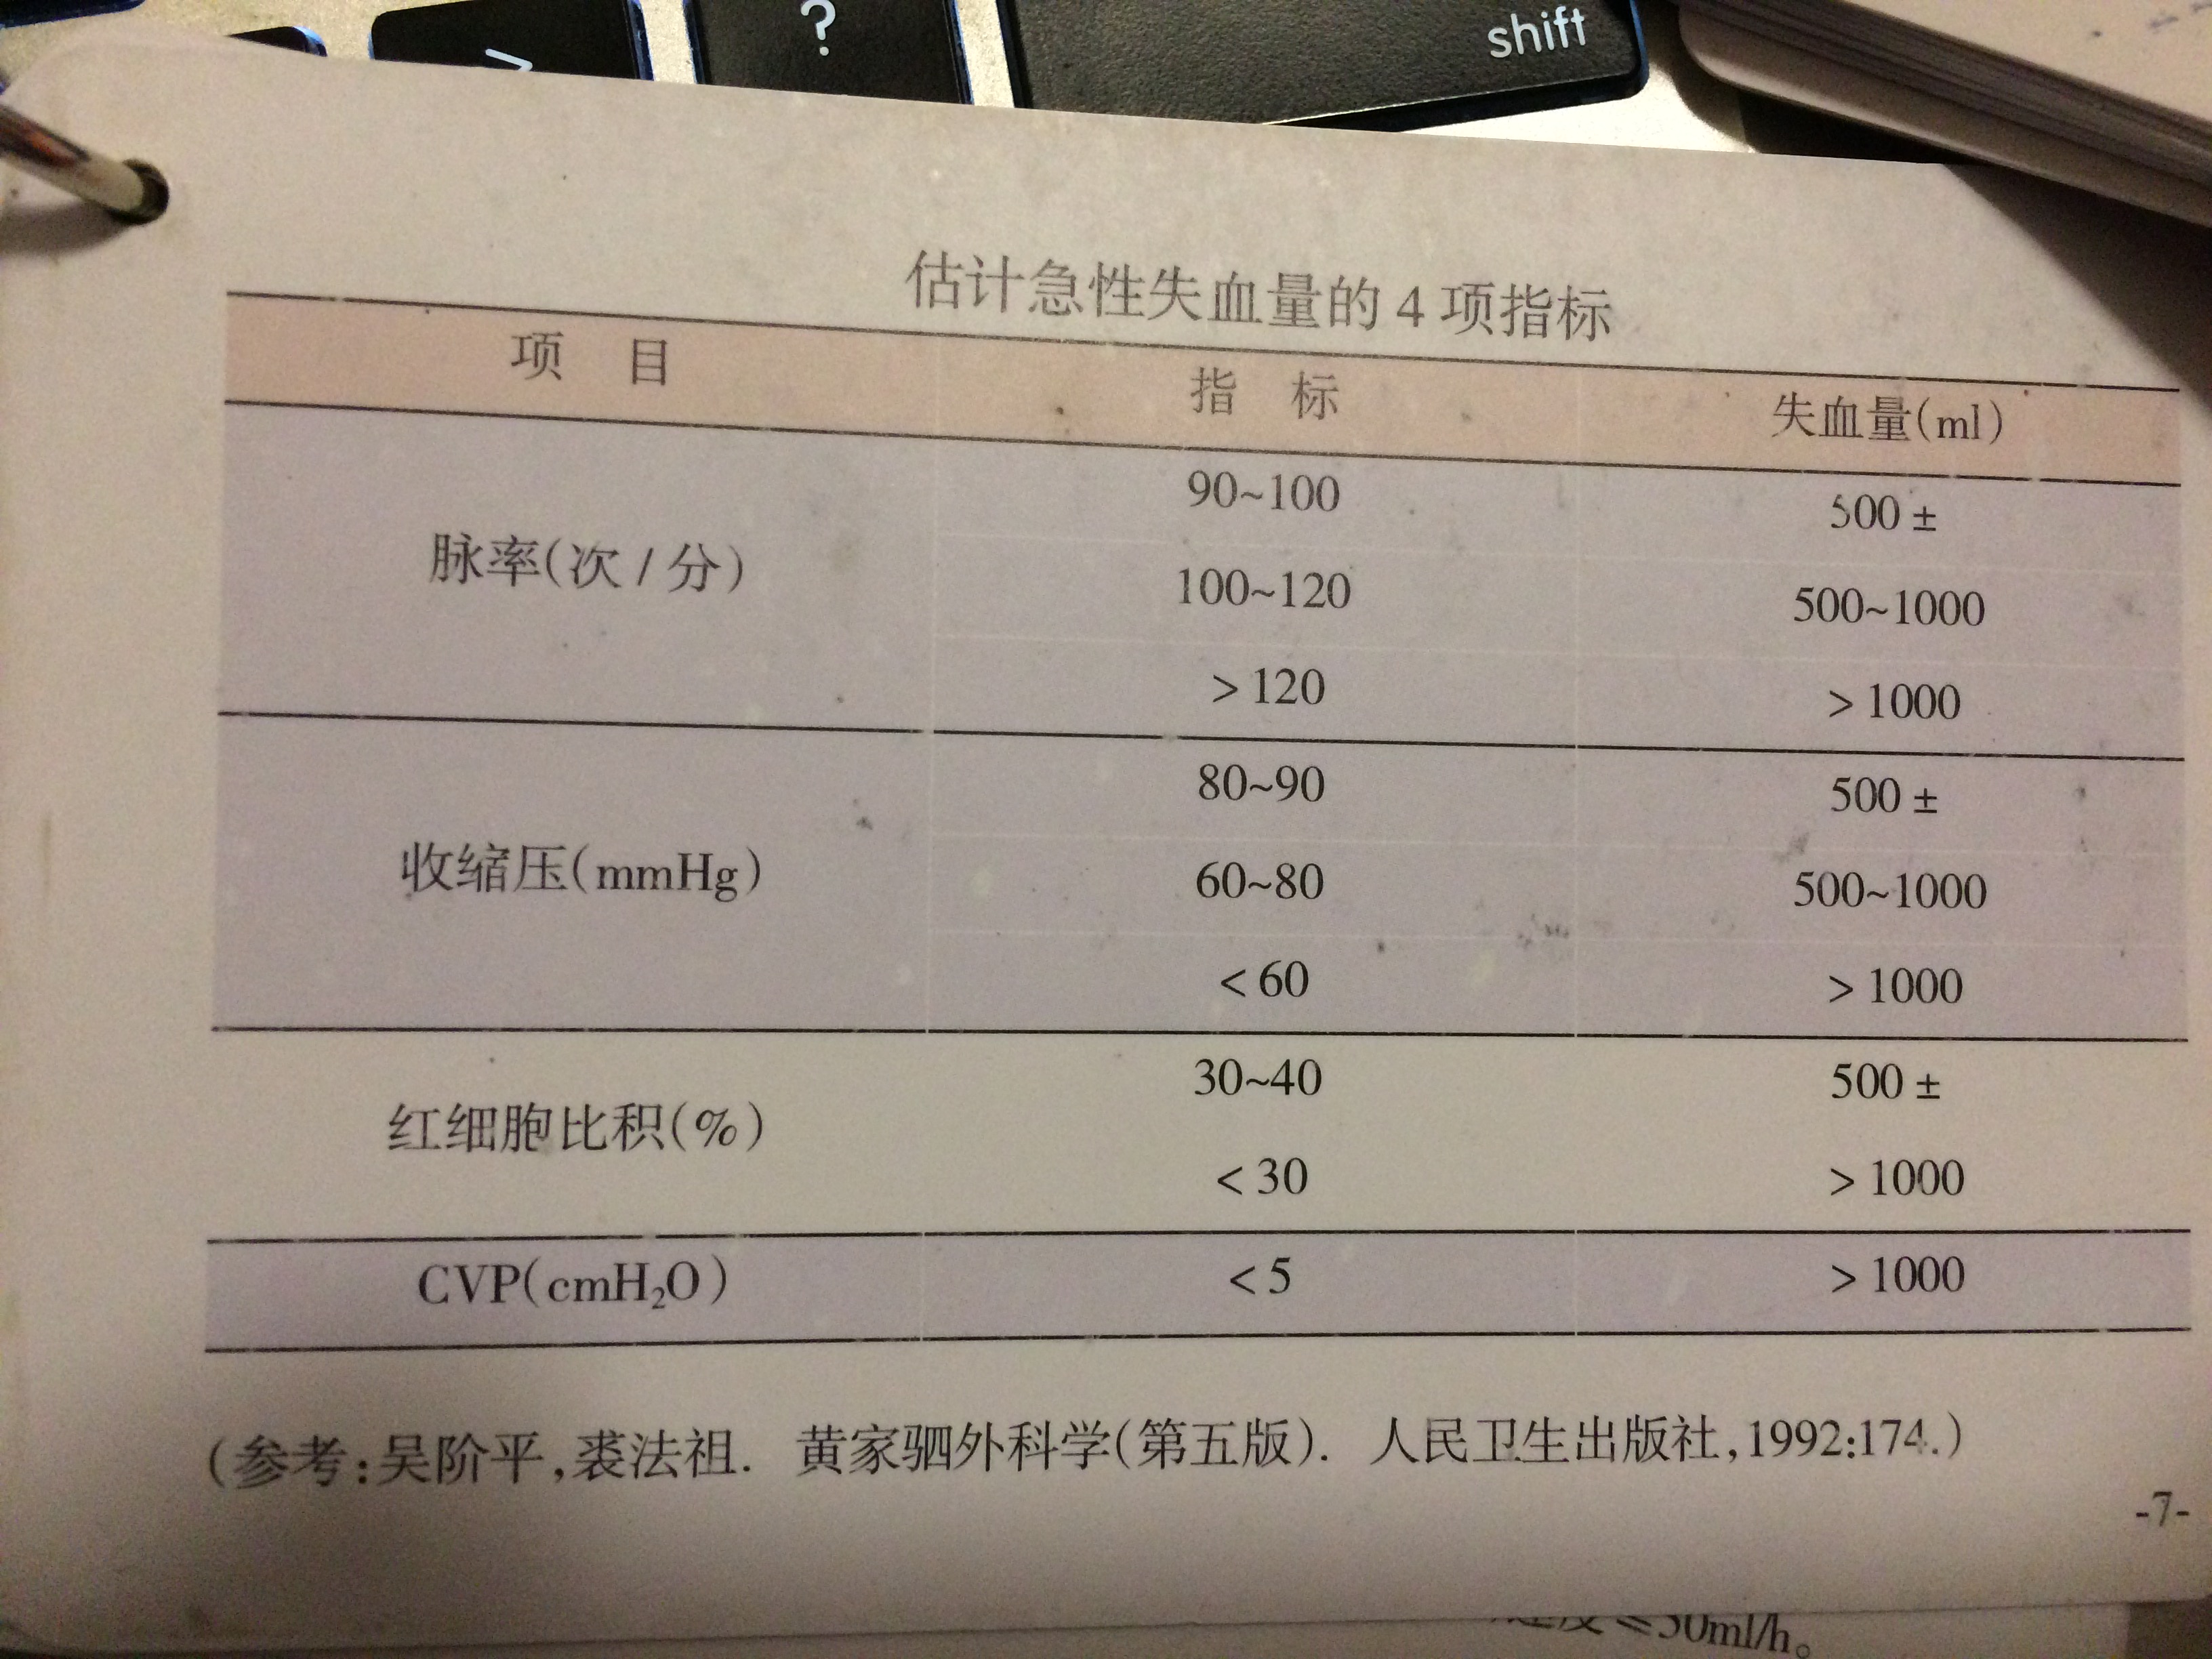 估计急性失血量的 4 项指标
项 目 指 标 失血量(ml)
脉率(次/分) 90~100 500 ±
100~120 500~1000
>120 >1000
收缩压(mmHg) 80~90 500 ±
60~80 500~1000
<60 >1000
红细胞比积(%) 30~40 500 ±
<30 >1000
CVP(cmH₂O) <5 >1000
(参考:吴阶平,裘法祖. 黄家驷外科学(第五版). 人民卫生出版社,1992:174.)
-7-
?
shift